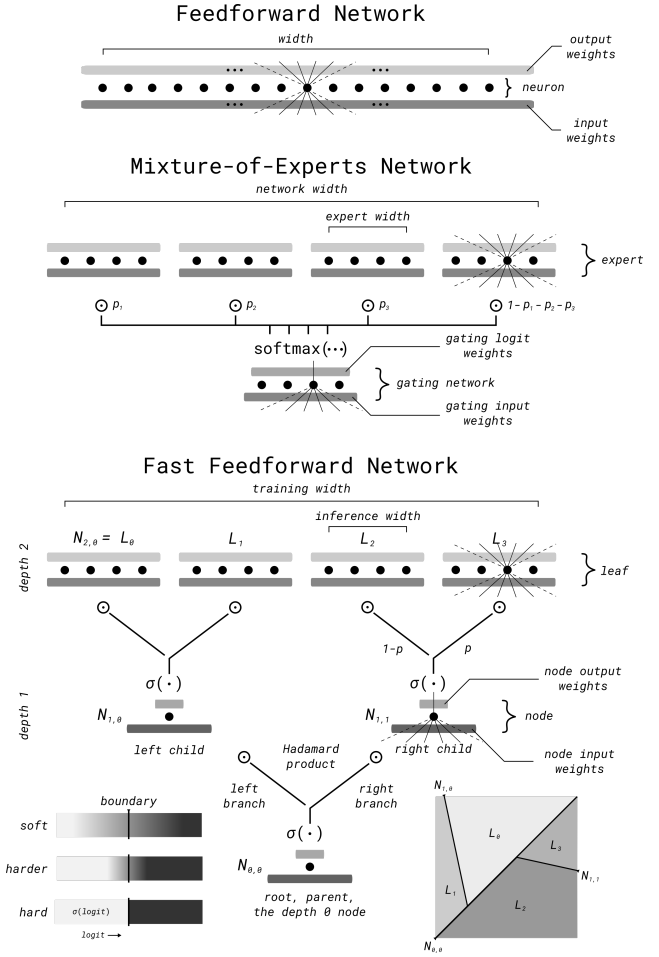 Feedforward Network
width
output
weights
neuron
input
weights
Mixture-of-Experts Network
network width
expert width
expert
p₁
p₂
p₃
1-p₁-p₂-p₃
softmax(···)
gating logit
weights
gating network
gating input
weights
Fast Feedforward Network
training width
inference width
depth 2
N₂,₀ = L₀
L₁
L₂
L₃
leaf
1-p
p
σ(·)
σ(·)
node output
weights
depth 1
N₁,₀
N₁,₁
node
left child
right child
node input
weights
Hadamard
product
left
branch
right
branch
σ(·)
N₀,₀
root, parent,
the depth 0 node
boundary
soft
harder
hard
σ(logit)
logit →
N₁,₀
L₀
L₃
N₁,₁
L₁
L₂
N₀,₀